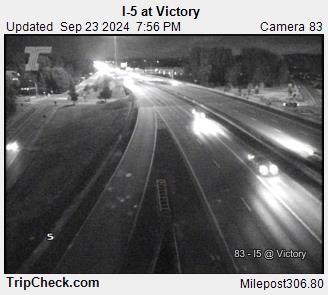 I-5 at Victory
Updated Sep 23 2024 7:56 PM Camera 83
S
83 - I5 @ Victory
TripCheck.com Milepost306.80